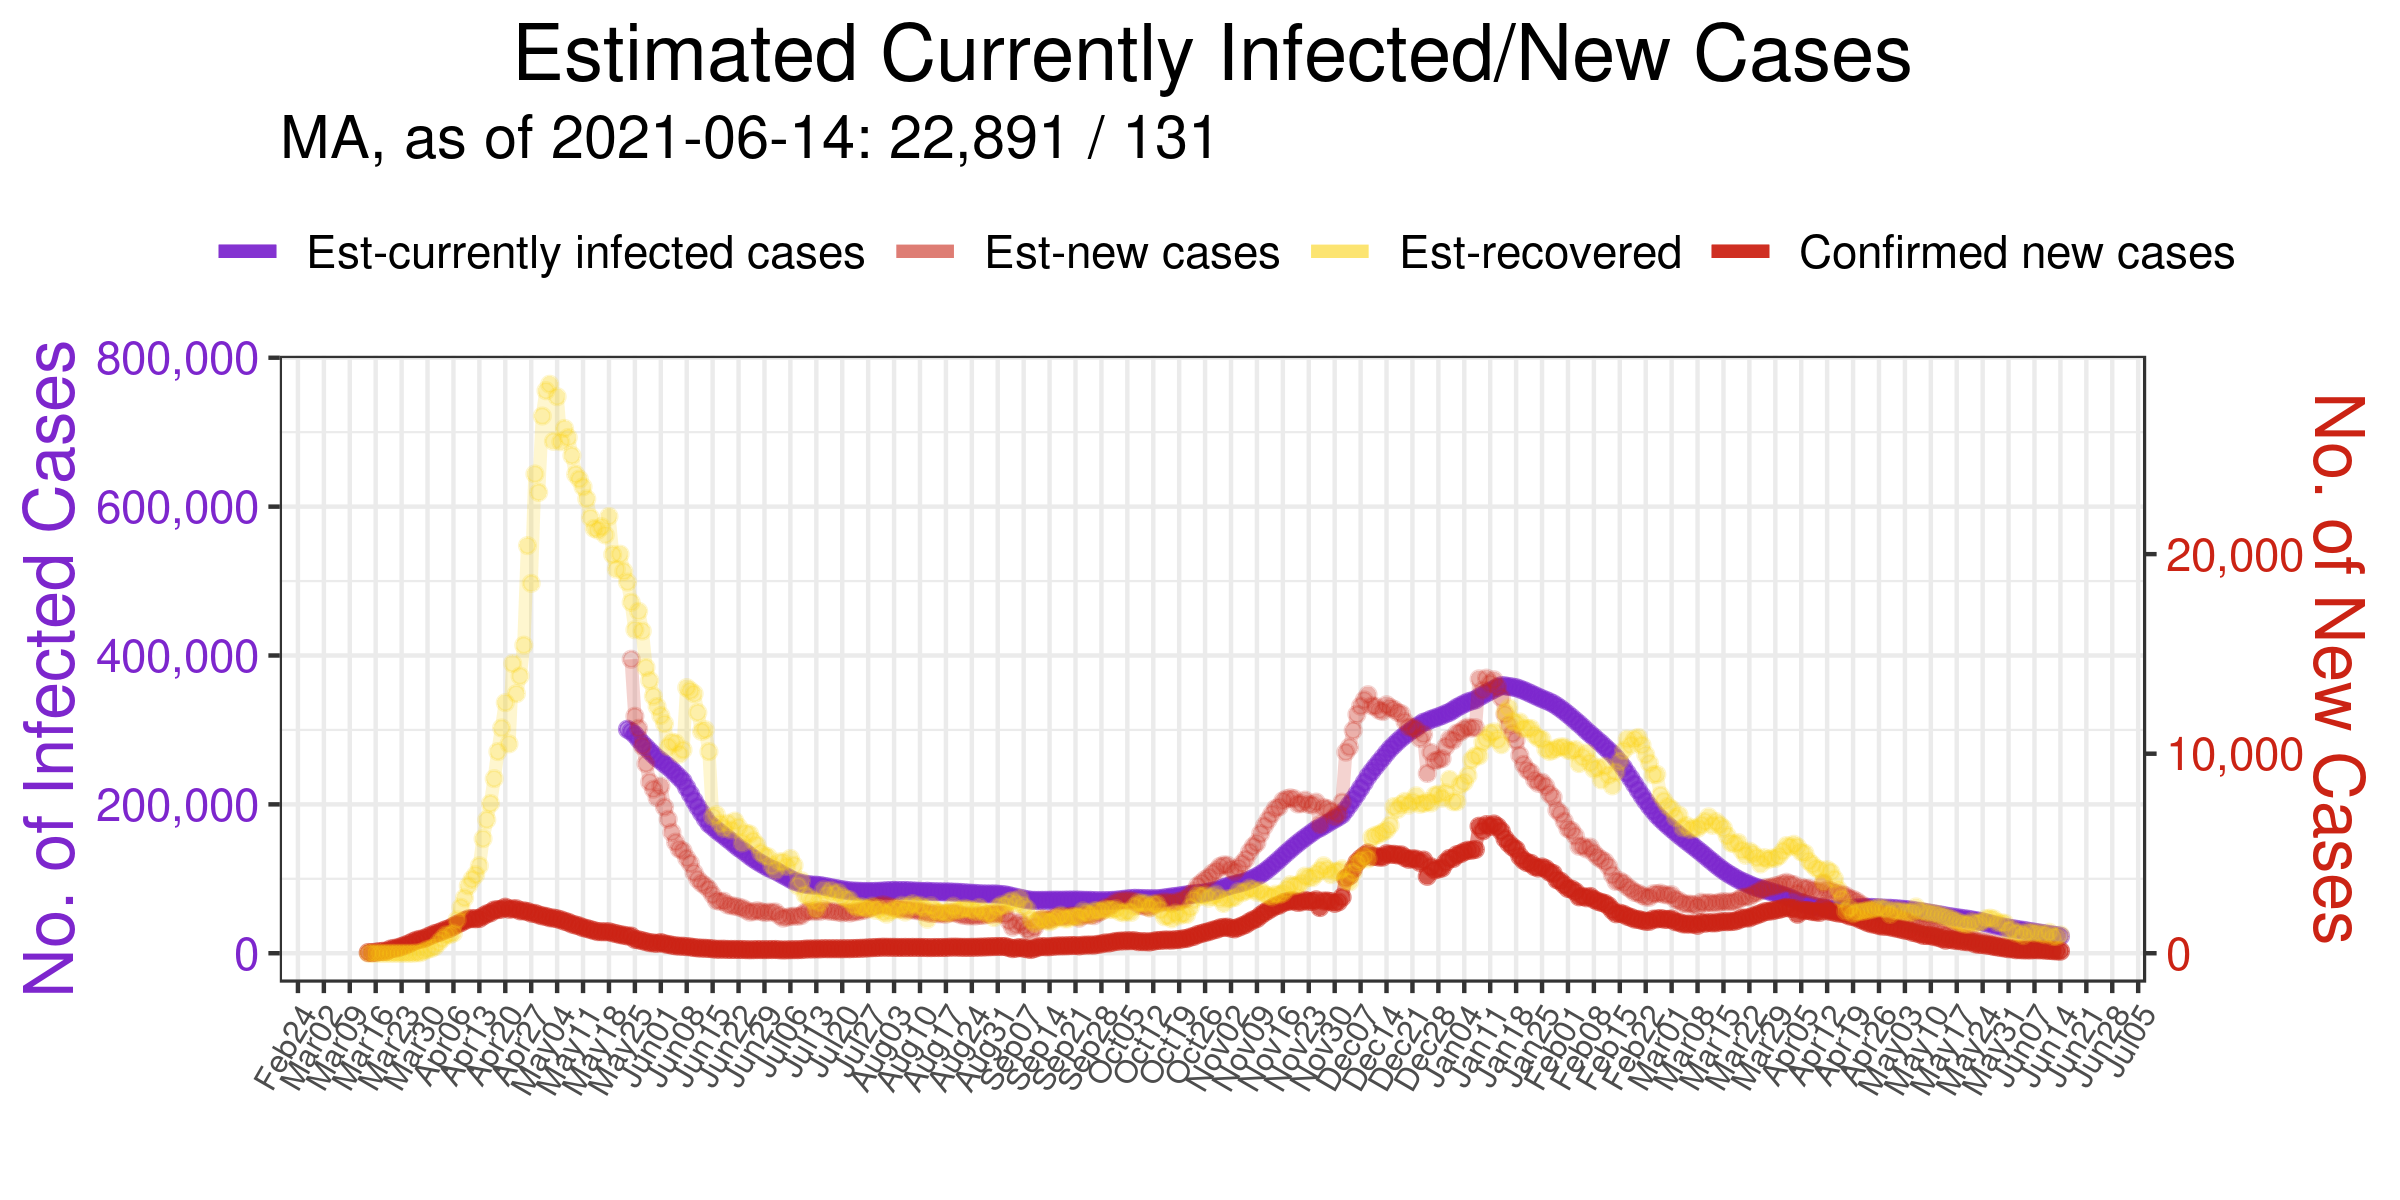 Estimated Currently Infected/New Cases
MA, as of 2021-06-14: 22,891 / 131
Est-currently infected cases Est-new cases Est-recovered Confirmed new cases
No. of Infected Cases
800,000
600,000
400,000
200,000
0
20,000
10,000
0
No. of New Cases
Feb24
Mar02
Mar09
Mar16
Mar23
Mar30
Apr06
Apr13
Apr20
Apr27
May04
May11
May18
May25
Jun01
Jun08
Jun15
Jun22
Jun29
Jul06
Jul13
Jul20
Jul27
Aug03
Aug10
Aug17
Aug24
Aug31
Sep07
Sep14
Sep21
Sep28
Oct05
Oct12
Oct19
Oct26
Nov02
Nov09
Nov16
Nov23
Nov30
Dec07
Dec14
Dec21
Dec28
Jan04
Jan11
Jan18
Jan25
Feb01
Feb08
Feb15
Feb22
Mar01
Mar08
Mar15
Mar22
Mar29
Apr05
Apr12
Apr19
Apr26
May03
May10
May17
May24
May31
Jun07
Jun14
Jun21
Jun28
Jul05